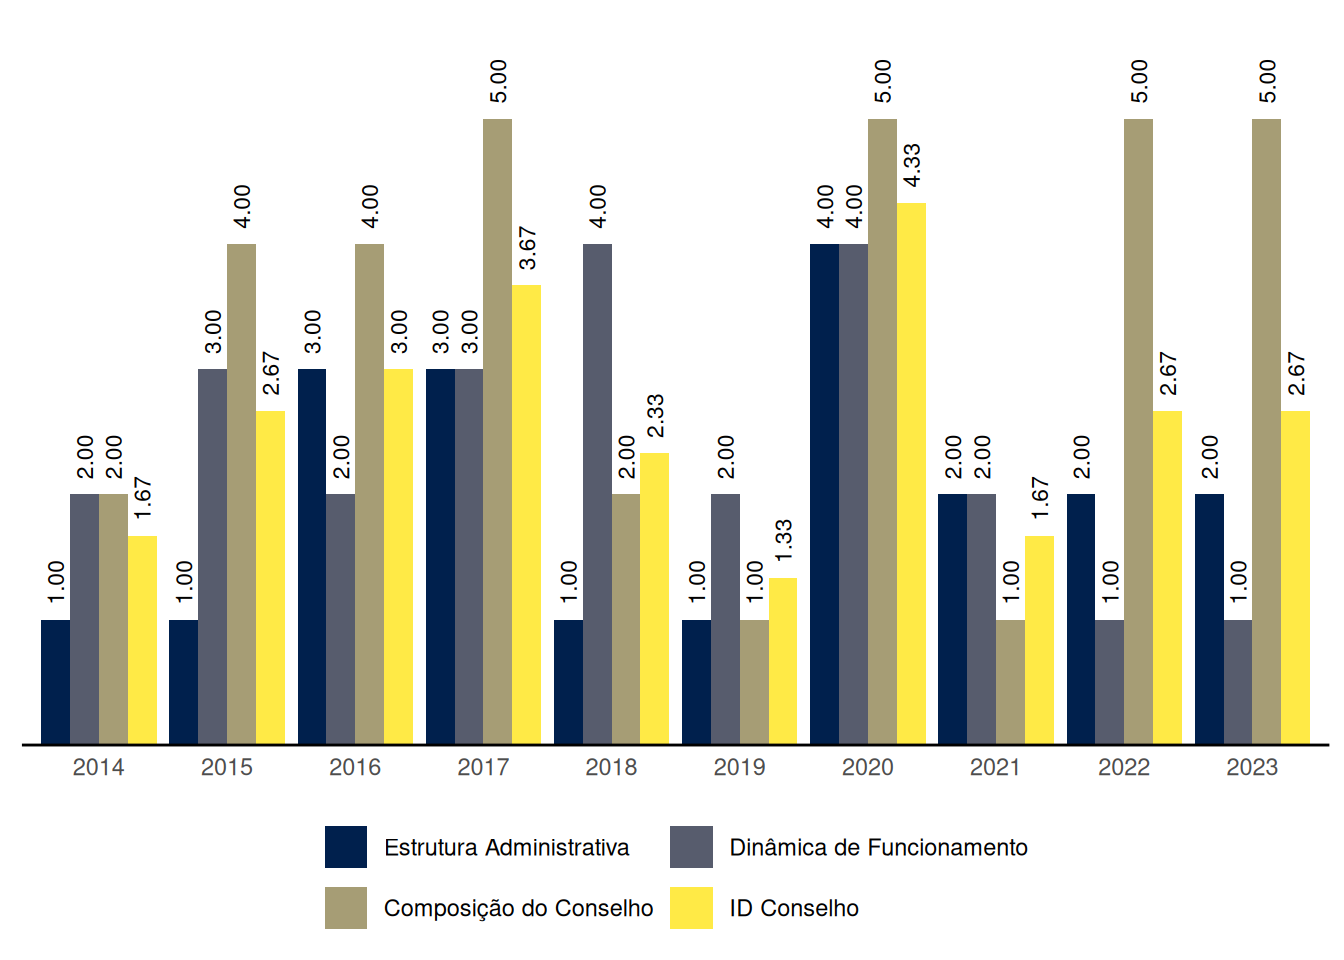 1.00 2.00 2.00 1.67 1.00 3.00 4.00 2.67 3.00 2.00 4.00 3.00 3.00 3.00 5.00 3.67 1.00 4.00 2.00 2.33 1.00 2.00 1.00 1.33 4.00 4.00 5.00 4.33 2.00 2.00 1.00 1.67 2.00 1.00 5.00 2.67 2.00 1.00 5.00 2.67
2014 2015 2016 2017 2018 2019 2020 2021 2022 2023
Estrutura Administrativa Dinâmica de Funcionamento
Composição do Conselho ID Conselho